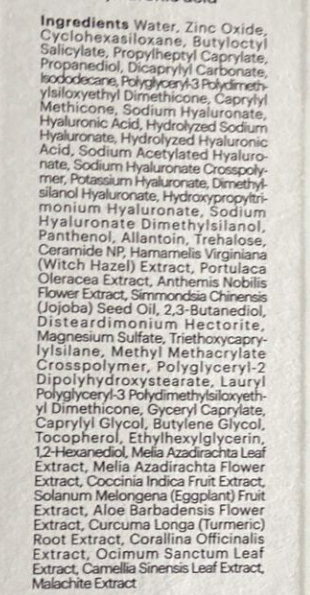 Ingredients Water, Zinc Oxide,
Cyclohexasiloxane, Butyloctyl
Salicylate, Propylheptyl Caprylate,
Propanediol, Dicaprylyl Carbonate,
Isododecane, Polyglyceryl-3 Polydimeth-
ylsiloxyethyl Dimethicone, Caprylyl
Methicone, Sodium Hyaluronate,
Hyaluronic Acid, Hydrolyzed Sodium
Hyaluronate, Hydrolyzed Hyaluronic
Acid, Sodium Acetylated Hyaluro-
nate, Sodium Hyaluronate Crosspoly-
mer, Potassium Hyaluronate, Dimethyl-
silanol Hyaluronate, Hydroxypropyltri-
monium Hyaluronate, Sodium
Hyaluronate Dimethylsilanol,
Panthenol, Allantoin, Trehalose,
Ceramide NP, Hamamelis Virginiana
(Witch Hazel) Extract, Portulaca
Oleracea Extract, Anthemis Nobilis
Flower Extract, Simmondsia Chinensis
(Jojoba) Seed Oil, 2,3-Butanediol,
Disteardimonium Hectorite,
Magnesium Sulfate, Triethoxycapry-
lylsilane, Methyl Methacrylate
Crosspolymer, Polyglyceryl-2
Dipolyhydroxystearate, Lauryl
Polyglyceryl-3 Polydimethylsiloxyeth-
yl Dimethicone, Gyceryl Caprylate,
Caprylyl Glycol, Butylene Glycol,
Tocopherol, Ethylhexylglycerin,
1,2-Hexanediol, Melia Azadirachta Leaf
Extract, Melia Azadirachta Flower
Extract, Coccinia Indica Fruit Extract,
Solanum Melongena (Eggplant) Fruit
Extract, Aloe Barbadensis Flower
Extract, Curcuma Longa (Turmeric)
Root Extract, Corallina Officinalis
Extract, Ocimum Sanctum Leaf
Extract, Camellia Sinensis Leaf Extract,
Malachite Extract